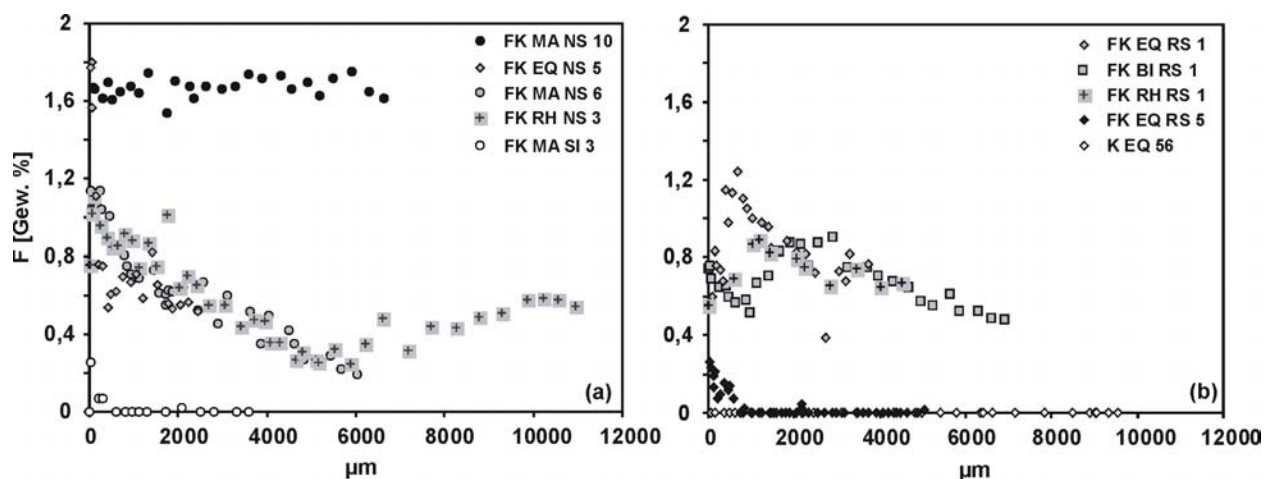 2
1,6
1,2
0,8
0,4
0
F [Gew. %]
FK MA NS 10
FK EQ NS 5
FK MA NS 6
FK RH NS 3
FK MA SI 3
(a)
0 2000 4000 6000 8000 10000 12000
µm
2
1,6
1,2
0,8
0,4
0
FK EQ RS 1
FK BI RS 1
FK RH RS 1
FK EQ RS 5
K EQ 56
(b)
0 2000 4000 6000 8000 10000 12000
µm